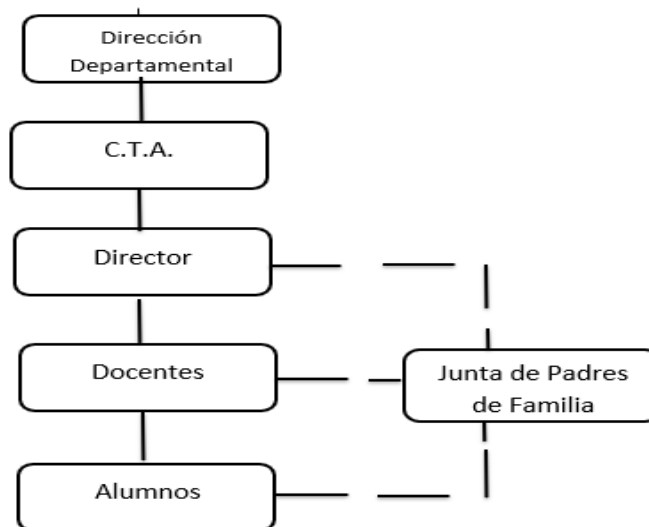 Dirección
Departamental
C.T.A.
Director
Docentes
Junta de Padres
de Familia
Alumnos